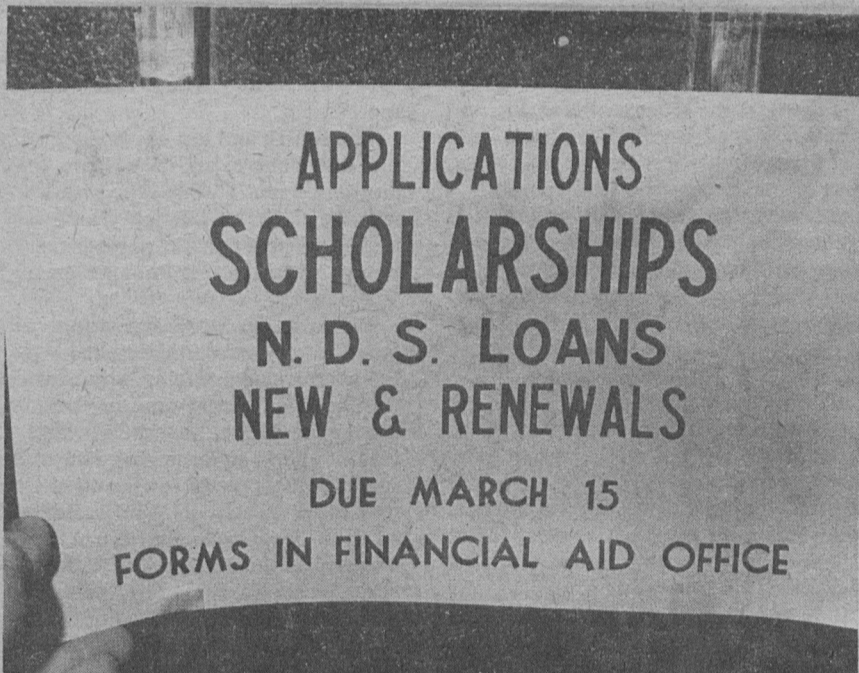 APPLICATIONS
SCHOLARSHIPS
N. D. S. LOANS
NEW & RENEWALS
DUE MARCH 15
FORMS IN FINANCIAL AID OFFICE